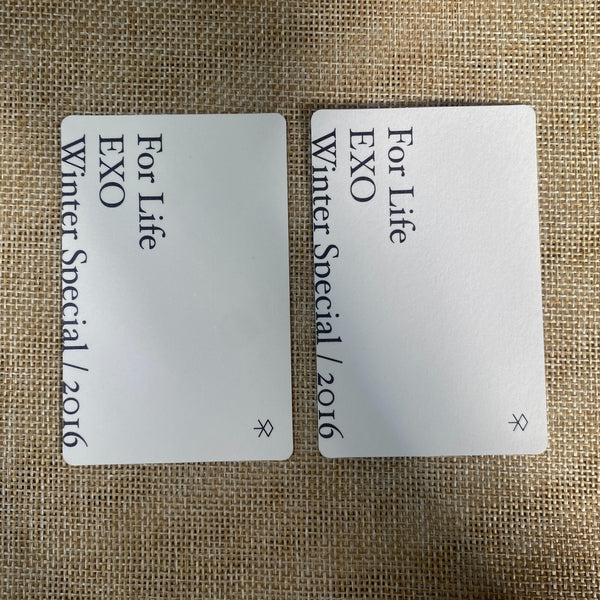 For Life
EXO
Winter Special / 2016
For Life
EXO
Winter Special / 2016